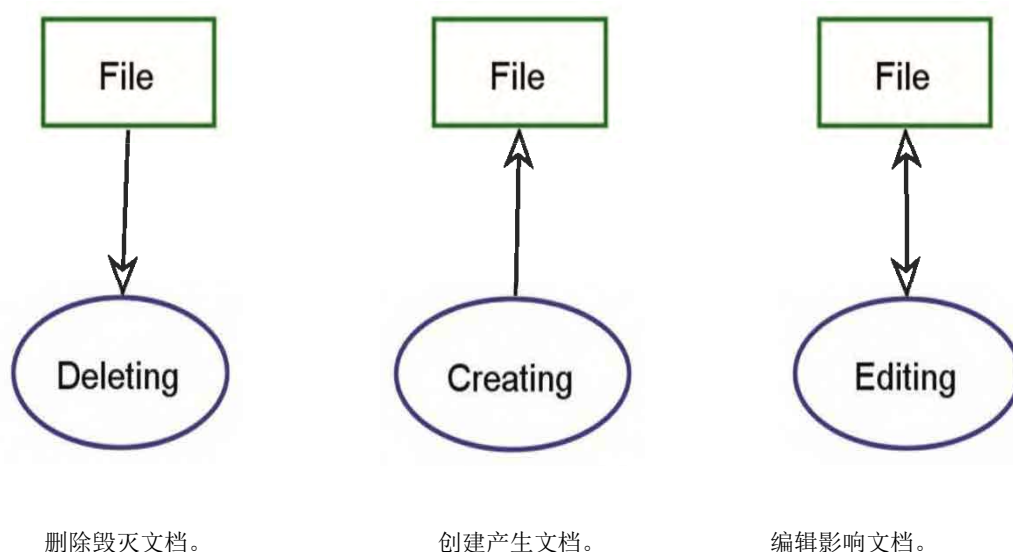 File
File
File
Deleting
Creating
Editing
删除毁灭文档。
创建产生文档。
编辑影响文档。